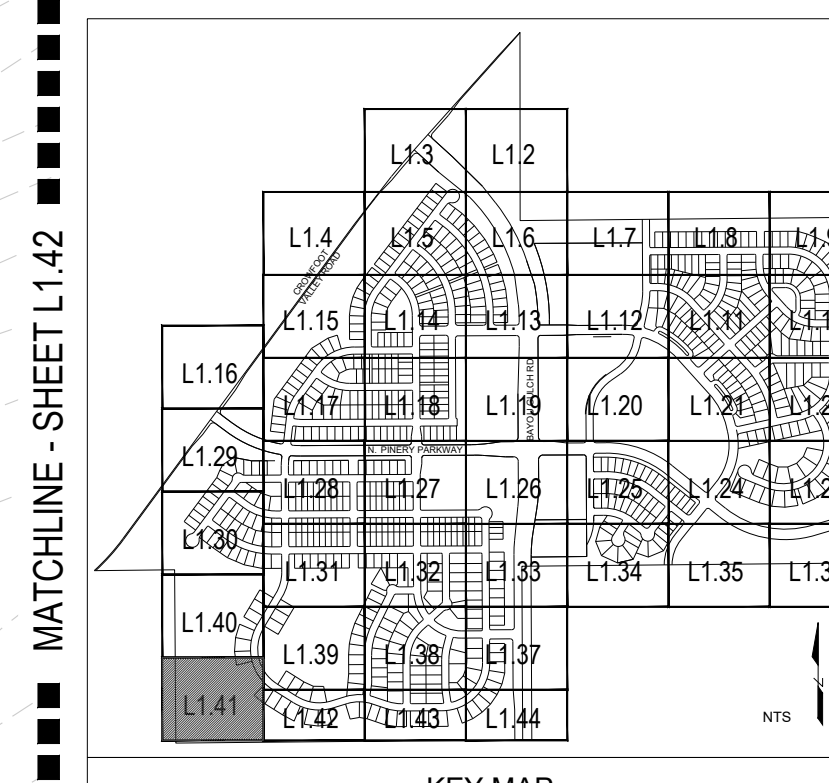 MATCHLINE - SHEET L1.42
L1.3
L1.2
L1.4
L1.5
L1.6
L1.7
L1.8
CROWFOOT
VALLEY ROAD
L1.15
L1.14
L1.13
L1.12
L1.11
L1.16
L1.17
L1.18
L1.19
BAYOU GULCH RD
L1.20
L1.21
N. PINERY PARKWAY
L1.29
L1.28
L1.27
L1.26
L1.25
L1.24
L1.30
L1.31
L1.32
L1.33
L1.34
L1.35
L1.40
L1.39
L1.38
L1.37
L1.41
L1.42
L1.43
L1.44
NTS
KEY MAP